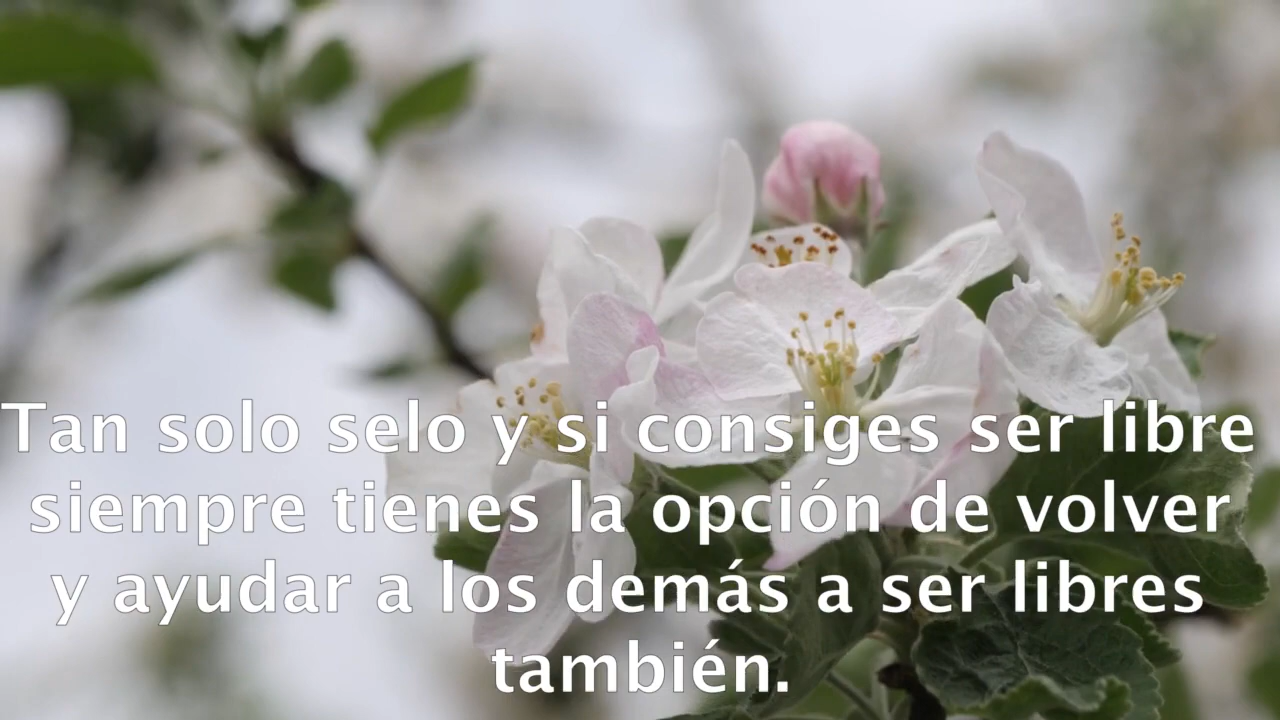 Tan solo selo y si consiges ser libre
siempre tienes la opción de volver
y ayudar a los demás a ser libres
también.